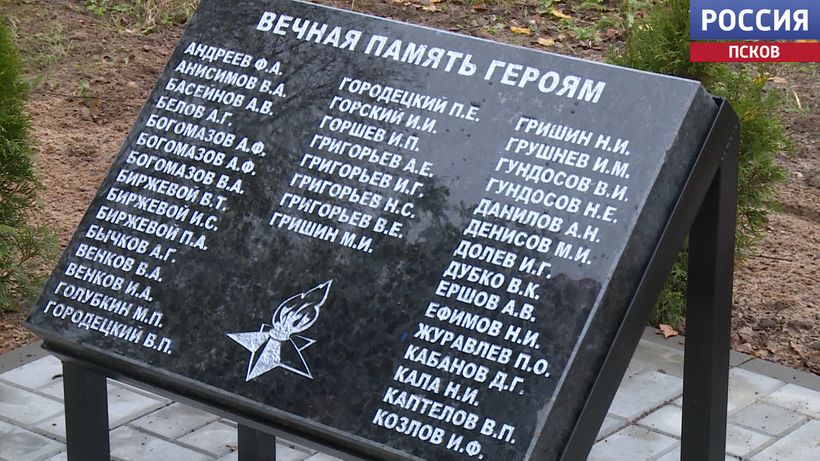 РОССИЯ
ПСКОВ
ВЕЧНАЯ ПАМЯТЬ ГЕРОЯМ
АНДРЕЕВ Ф.А.
АНИСИМОВ В.А.
БАСЕИНОВ А.В.
БЕЛОВ А.Г.
БОГОМАЗОВ А.Ф.
БОГОМАЗОВ А.Ф.
БОГОМАЗОВ В.А.
БИРЖЕВОЙ В.Т.
БИРЖЕВОЙ И.С.
БИРЖЕВОЙ П.А.
БЫЧКОВ А.Г.
ВЕНКОВ В.А.
ВЕНКОВ И.А.
ГОЛУБКИН М.П.
ГОРОДЕЦКИЙ В.П.
ГОРОДЕЦКИЙ П.Е.
ГОРСКИЙ И.И.
ГОРШЕВ И.П.
ГРИГОРЬЕВ А.Е.
ГРИГОРЬЕВ И.Г.
ГРИГОРЬЕВ Н.С.
ГРИГОРЬЕВ В.Е.
ГРИШИН М.И.
ГРИШИН Н.И.
ГРУШНЕВ И.М.
ГУНДОСОВ В.И.
ГУНДОСОВ Н.Е.
ДАНИЛОВ А.Н.
ДЕНИСОВ М.И.
ДОЛЕВ И.Г.
ДУБКО В.К.
ЕРШОВ А.В.
ЕФИМОВ Н.И.
ЖУРАВЛЕВ П.О.
КАБАНОВ Д.Г.
КАЛА Н.И.
КАПТЕЛОВ В.П.
КОЗЛОВ И.Ф.